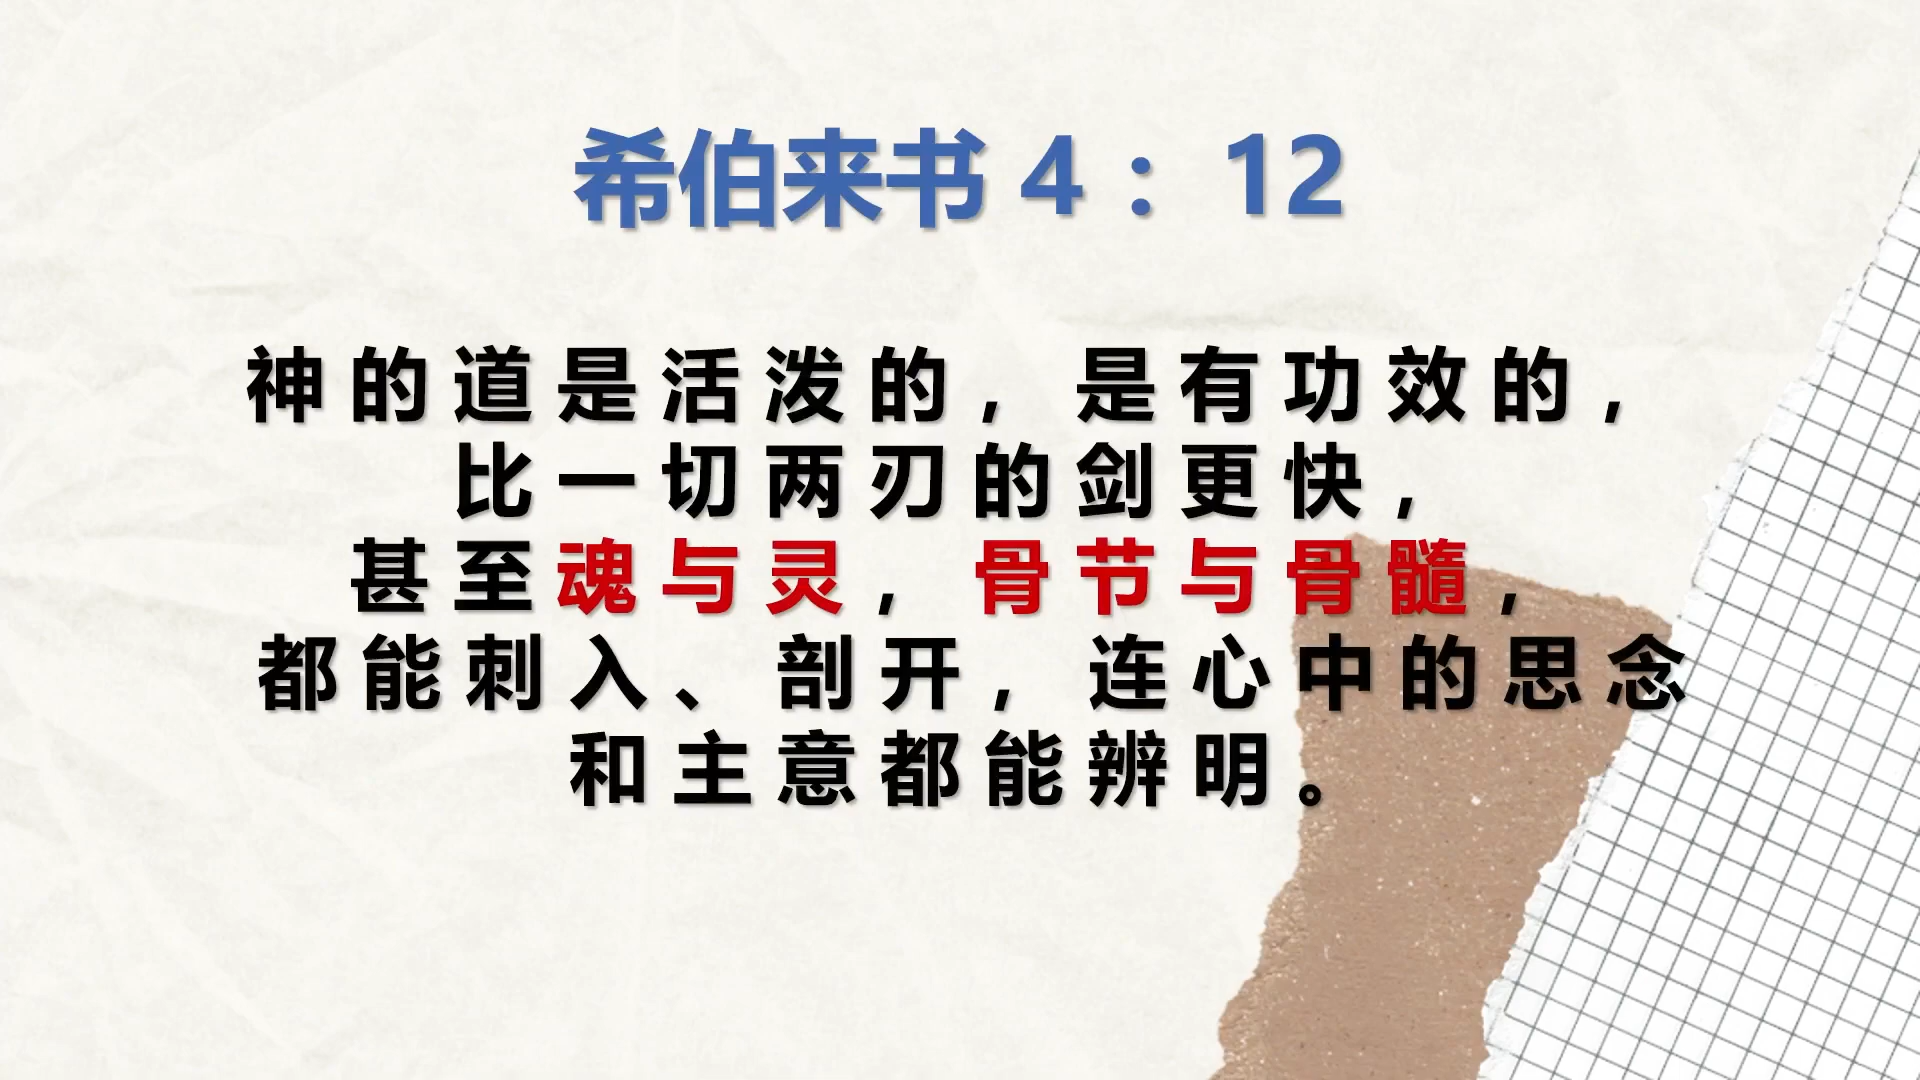 希伯来书 4：12
神的道是活泼的，是有功效的，
比一切两刃的剑更快，
甚至魂与灵，骨节与骨髓，
都能刺入、剖开，连心中的思念
和主意都能辨明。